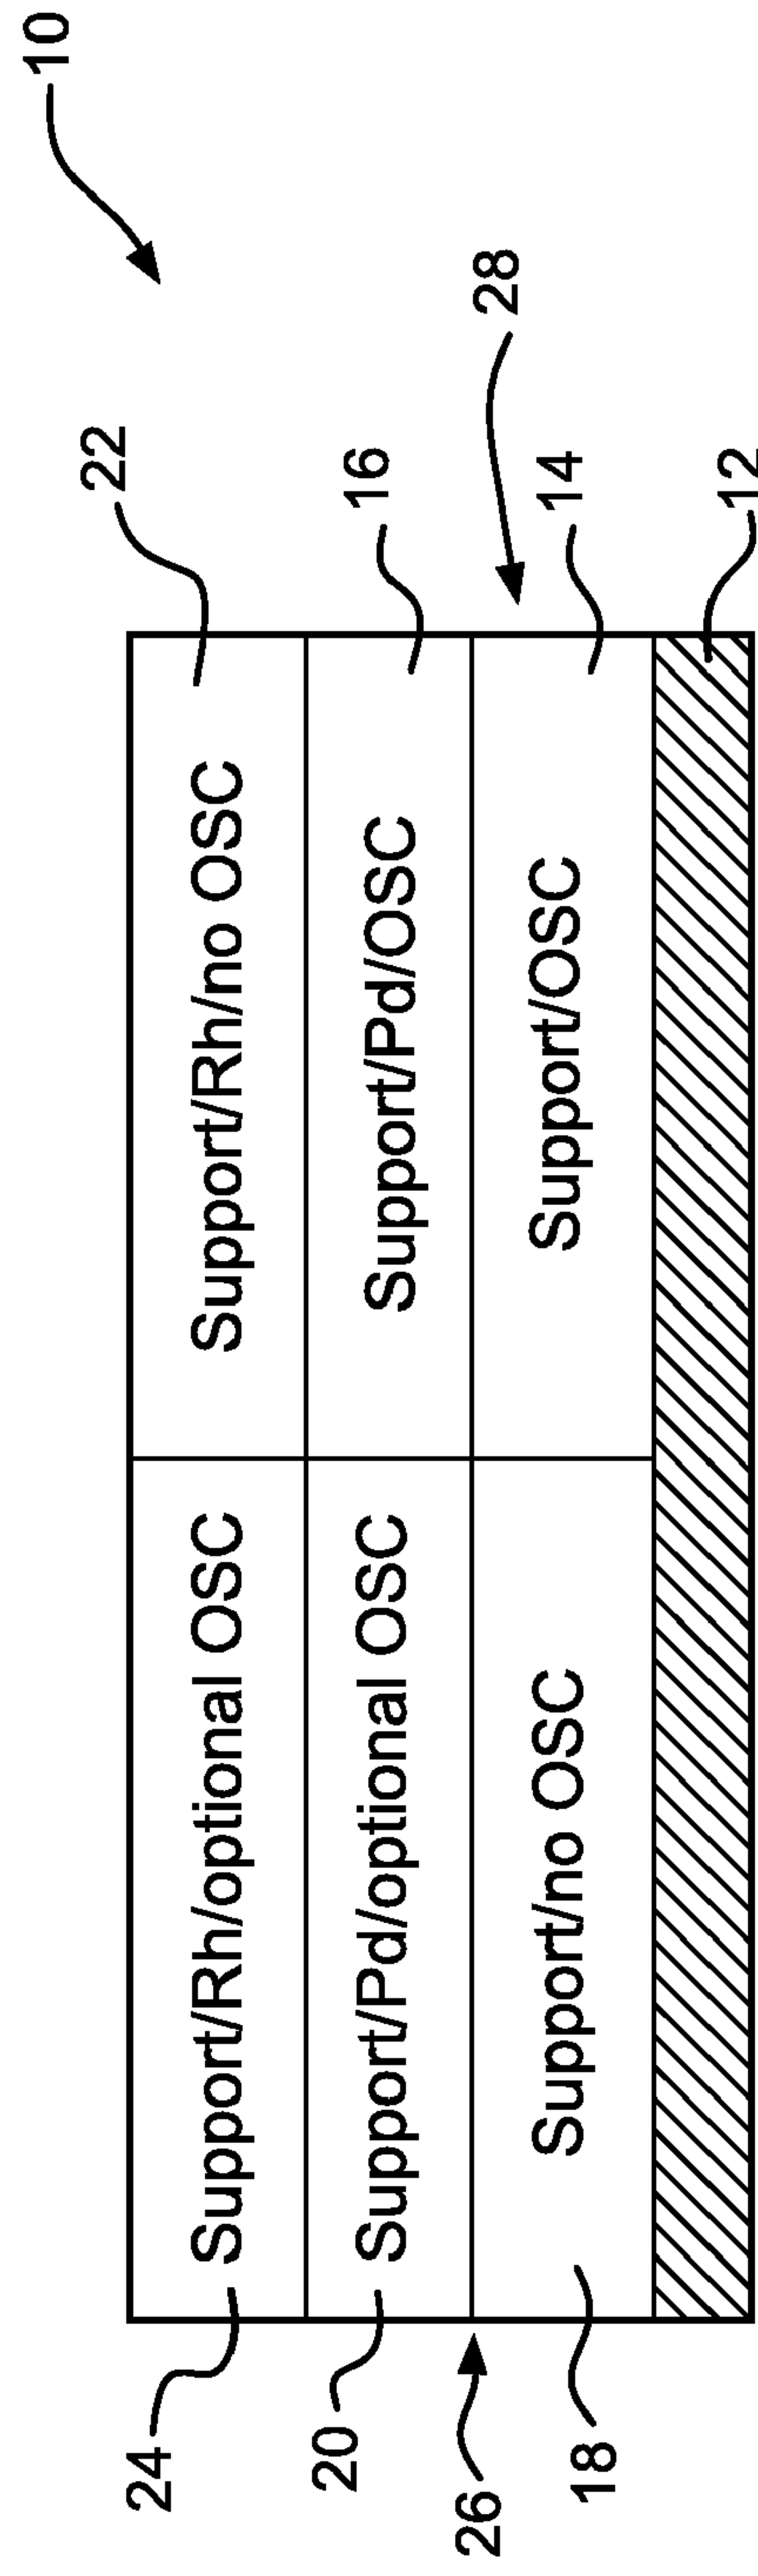 10
22
16
28
14
12
Support/Rh/optional OSC
Support/Rh/no OSC
Support/Pd/optional OSC
Support/Pd/OSC
Support/no OSC
Support/OSC
24
20
26
18